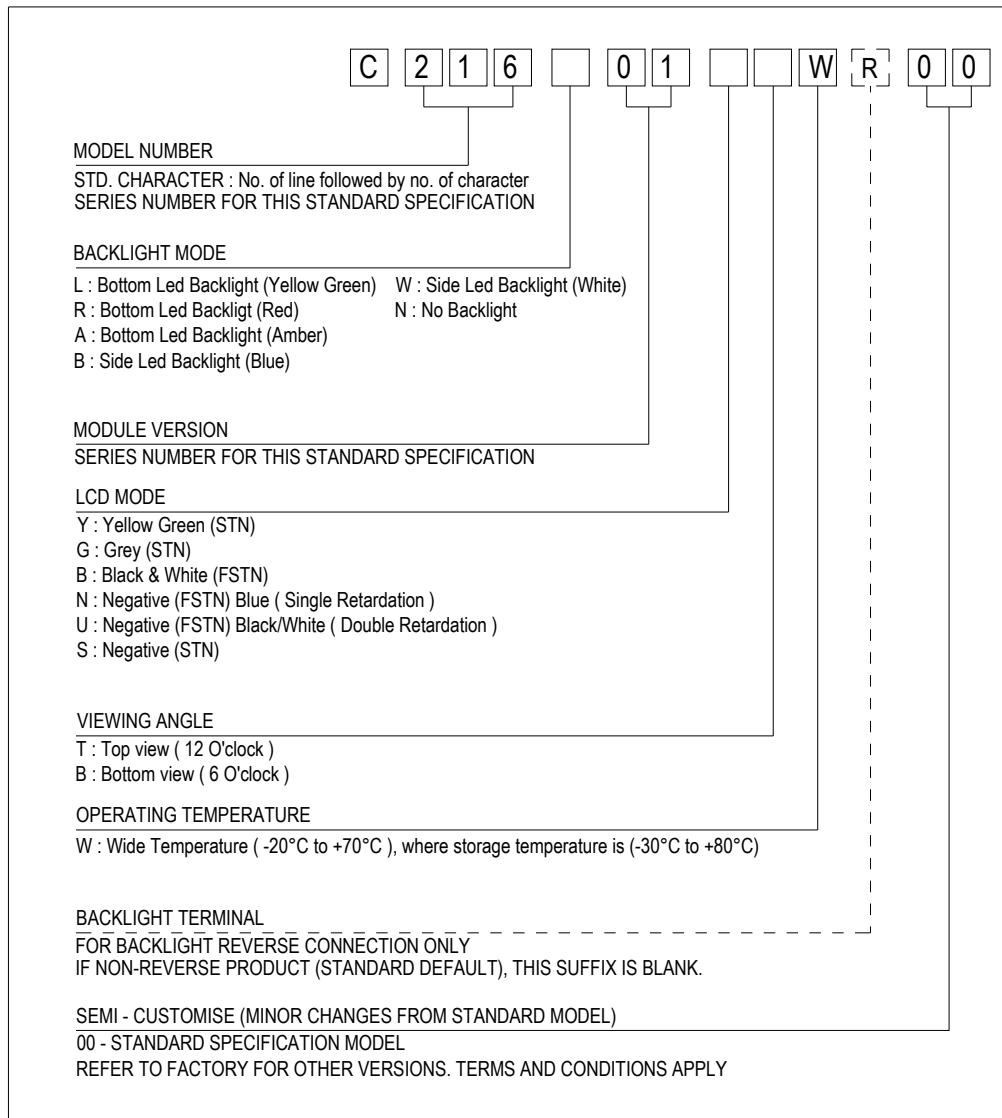 C 216 01 W R 00
MODEL NUMBER
STD. CHARACTER : No. of line followed by no. of character
SERIES NUMBER FOR THIS STANDARD SPECIFICATION
BACKLIGHT MODE
L : Bottom Led Backlight (Yellow Green) W : Side Led Backlight (White)
R : Bottom Led Backligt (Red) N : No Backlight
A : Bottom Led Backlight (Amber)
B : Side Led Backlight (Blue)
MODULE VERSION
SERIES NUMBER FOR THIS STANDARD SPECIFICATION
LCD MODE
Y : Yellow Green (STN)
G : Grey (STN)
B : Black & White (FSTN)
N : Negative (FSTN) Blue ( Single Retardation )
U : Negative (FSTN) Black/White ( Double Retardation )
S : Negative (STN)
VIEWING ANGLE
T : Top view ( 12 O'clock )
B : Bottom view ( 6 O'clock )
OPERATING TEMPERATURE
W : Wide Temperature ( -20°C to +70°C ), where storage temperature is (-30°C to +80°C)
BACKLIGHT TERMINAL
FOR BACKLIGHT REVERSE CONNECTION ONLY
IF NON-REVERSE PRODUCT (STANDARD DEFAULT), THIS SUFFIX IS BLANK.
SEMI - CUSTOMISE (MINOR CHANGES FROM STANDARD MODEL)
00 - STANDARD SPECIFICATION MODEL
REFER TO FACTORY FOR OTHER VERSIONS. TERMS AND CONDITIONS APPLY